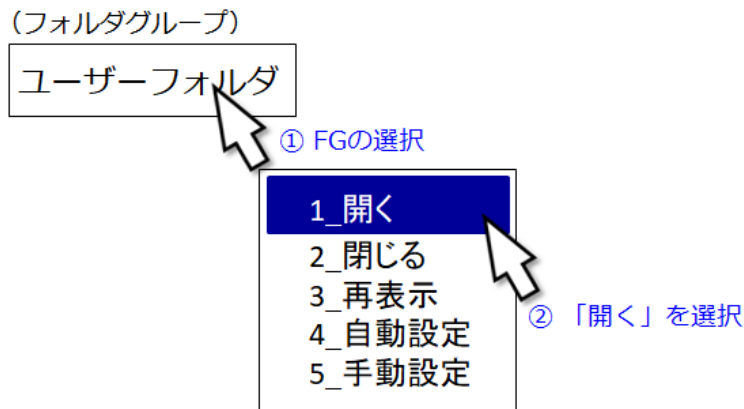 （フォルダグループ）
ユーザーフォルダ
① FGの選択
1_開く
2_閉じる
3_再表示
4_自動設定
5_手動設定
② 「開く」を選択